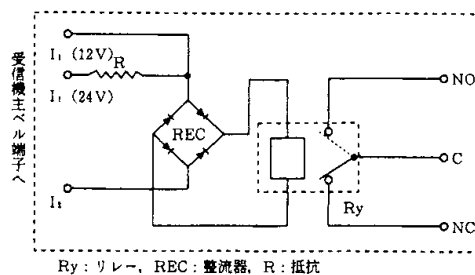 受信機主ベル端子へ
I₁ (12V)
R
I₁ (24V)
REC
I₂
NO
C
Ry
NC
Ry：リレー, REC：整流器, R：抵抗